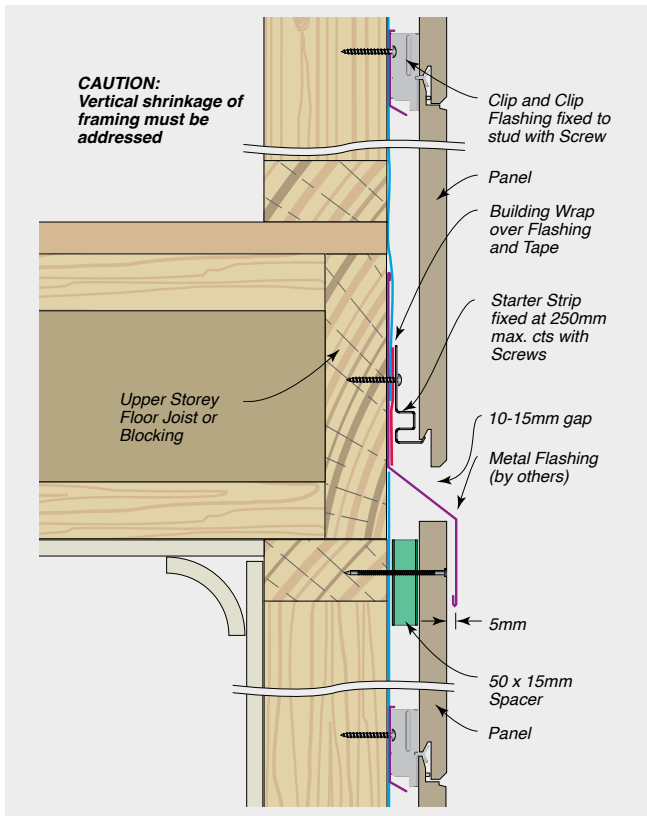 CAUTION:
Vertical shrinkage of
framing must be
addressed
Clip and Clip
Flashing fixed to
stud with Screw
Panel
Building Wrap
over Flashing
and Tape
Starter Strip
fixed at 250mm
max. cts with
Screws
Upper Storey
Floor Joist or
Blocking
10-15mm gap
Metal Flashing
(by others)
5mm
50 x 15mm
Spacer
Panel